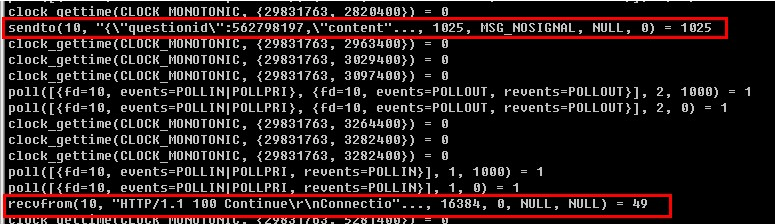 clock_gettime(CLOCK_MONOTONIC, {29831763, 2820400}) = 0
sendto(10, "{\"questionid\":562798197,\"content"..., 1025, MSG_NOSIGNAL, NULL, 0) = 1025
clock_gettime(CLOCK_MONOTONIC, {29831763, 2963400}) = 0
clock_gettime(CLOCK_MONOTONIC, {29831763, 3029400}) = 0
clock_gettime(CLOCK_MONOTONIC, {29831763, 3097400}) = 0
poll([{fd=10, events=POLLIN|POLLPRI}, {fd=10, events=POLLOUT, revents=POLLOUT}], 2, 1000) = 1
poll([{fd=10, events=POLLIN|POLLPRI}, {fd=10, events=POLLOUT, revents=POLLOUT}], 2, 0) = 1
clock_gettime(CLOCK_MONOTONIC, {29831763, 3264400}) = 0
clock_gettime(CLOCK_MONOTONIC, {29831763, 3282400}) = 0
clock_gettime(CLOCK_MONOTONIC, {29831763, 3282400}) = 0
poll([{fd=10, events=POLLIN|POLLPRI, revents=POLLIN}], 1, 1000) = 1
poll([{fd=10, events=POLLIN|POLLPRI, revents=POLLIN}], 1, 0) = 1
recvfrom(10, "HTTP/1.1 100 Continue\r\nConnectio"..., 16384, 0, NULL, NULL) = 49
clock_gettime(CLOCK_MONOTONIC, {29831763, 5281400}) = 0